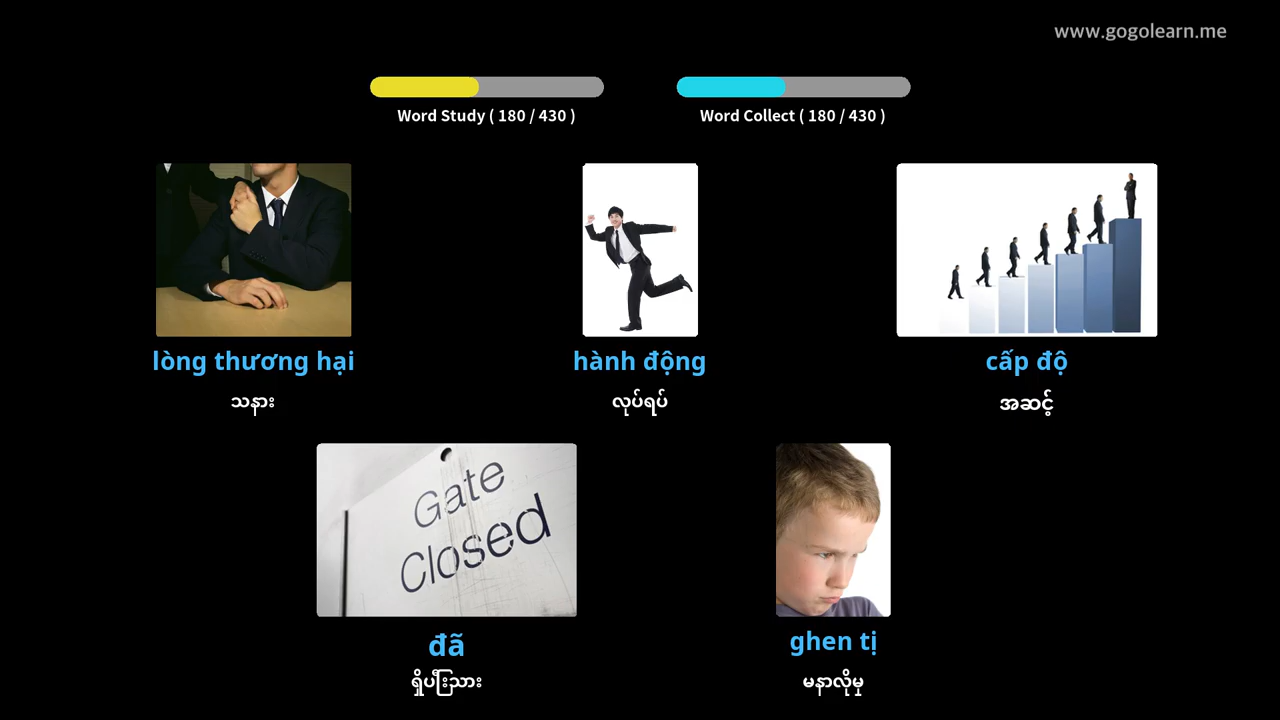 www.gogolearn.me
Word Study ( 180 / 430 )
Word Collect ( 180 / 430 )
lòng thương hại
သနား
hành động
လုပ်ရပ်
cấp độ
အဆင့်
Gate
Closed
đã
ရှိပြီးသား
ghen tị
မနာလိုမှု